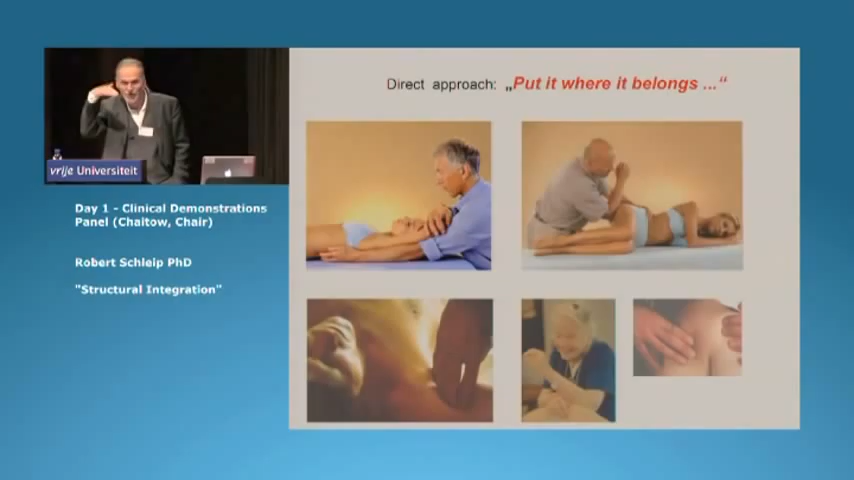 Direct approach: „Put it where it belongs ...“
vrije Universiteit
Day 1 - Clinical Demonstrations
Panel (Chaitow, Chair)
Robert Schleip PhD
"Structural Integration"